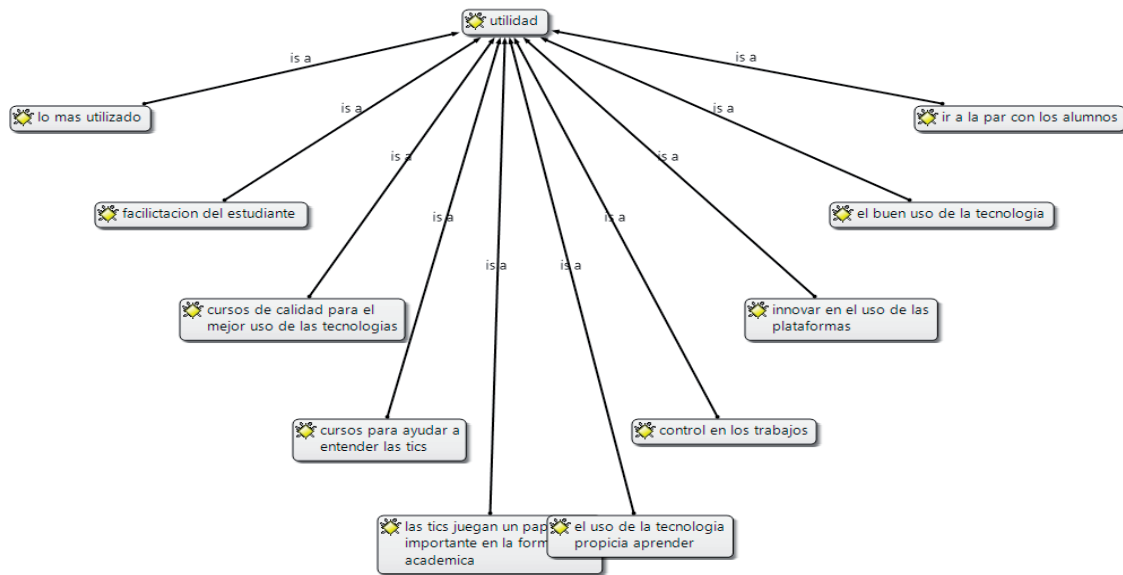 utilidad
is a
is a
lo mas utilizado
is a
is a
ir a la par con los alumnos
is a
is a
facilictacion del estudiante
is a
is a
el buen uso de la tecnologia
is a
is a
cursos de calidad para el
mejor uso de las tecnologias
innovar en el uso de las
plataformas
cursos para ayudar a
entender las tics
control en los trabajos
las tics juegan un
importante en la
academica
el uso de la tecnologia
propicia aprender